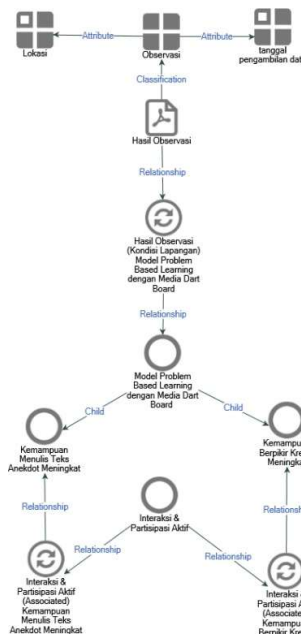 Attribute
Attribute
Lokasi
Observasi
tanggal
pengambilan dat
Classification
Hasil Observasi
Relationship
Hasil Observasi
(Kondisi Lapangan)
Model Problem
Based Learning
dengan Media Dart
Board
Relationship
Model Problem
Based Learning
dengan Media Dart
Board
Child
Child
Kemampuan
Menulis Teks
Anekdot Meningkat
Kemampu
Berpikir Kre
Meningka
Relationship
Interaksi &
Partisipasi Aktif
Relationsh
Relationship
Relationship
Interaksi &
Partisipasi Aktif
(Associated)
Kemampuan
Menulis Teks
Anekdot Meningkat
Interaksi
Partisipasi A
(Associate
Kemampu
Berpikir Kre